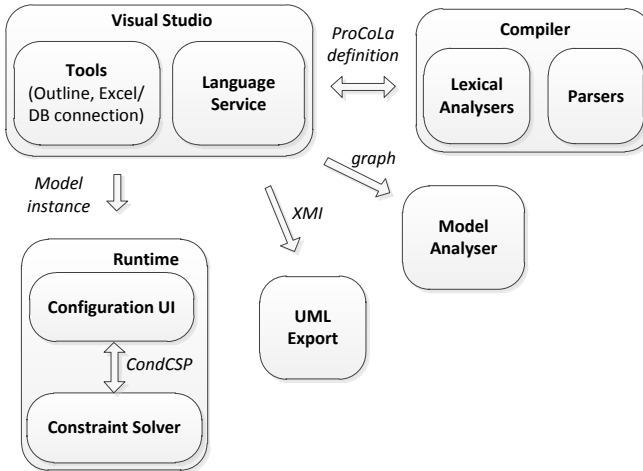 Visual Studio
Tools
(Outline, Excel/
DB connection)
Language
Service
ProCoLa
definition
Compiler
Lexical
Analysers
Parsers
Model
instance
XMI
graph
Model
Analyser
Runtime
Configuration UI
CondCSP
Constraint Solver
UML
Export